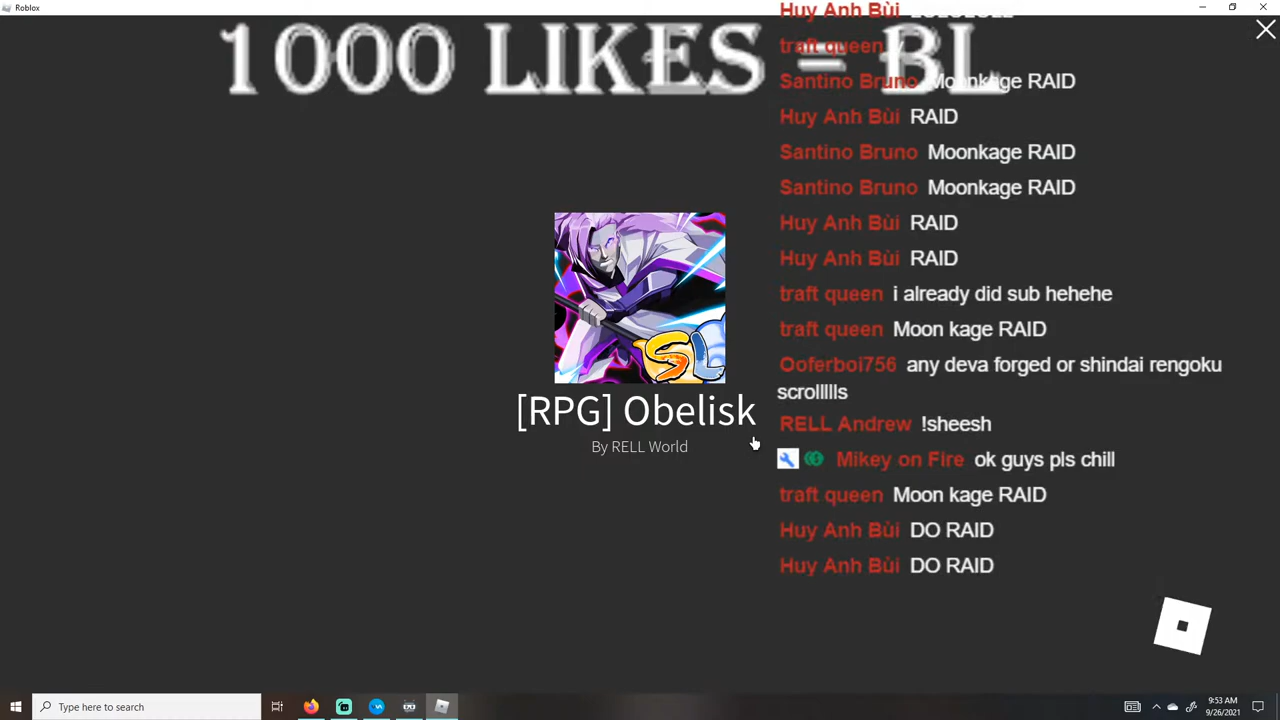 Roblox
Huy Anh Bùi
traft queen
1000 LIKES = BL
Santino Bruno Moonkage RAID
Huy Anh Bùi RAID
Santino Bruno Moonkage RAID
Santino Bruno Moonkage RAID
Huy Anh Bùi RAID
Huy Anh Bùi RAID
traft queen i already did sub hehehe
traft queen Moon kage RAID
Ooferboi756 any deva forged or shindai rengoku
scrolllls
RELL Andrew !sheesh
Mikey on Fire ok guys pls chill
traft queen Moon kage RAID
Huy Anh Bùi DO RAID
Huy Anh Bùi DO RAID
SL
[RPG] Obelisk
By RELL World
Type here to search
9:53 AM
9/26/2021